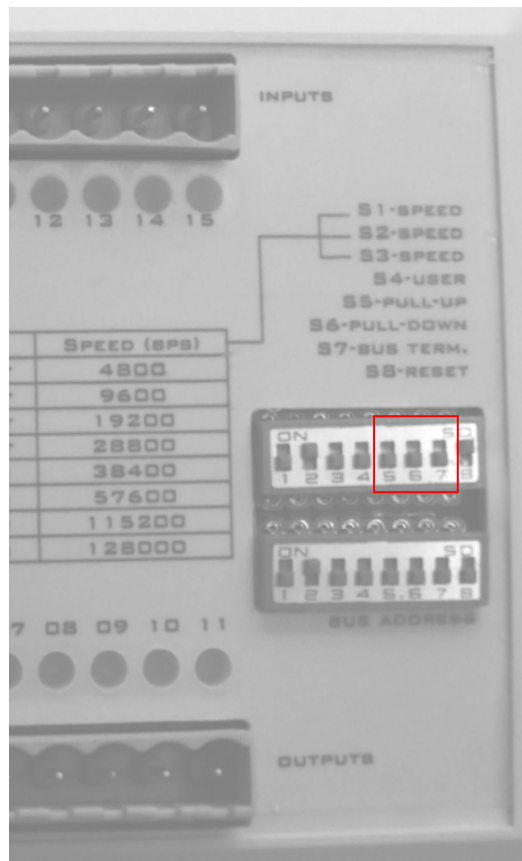 INPUTS
12 13 14 15
S1-SPEED
S2-SPEED
S3-SPEED
S4-USER
S5-PULL-UP
S6-PULL-DOWN
S7-BUS TERM.
S8-RESET
SPEED (BPS)
4800
9600
19200
28800
38400
57600
115200
128000
ON SD
1 2 3 4 5 6 7 8
ON SD
1 2 3 4 5 6 7 8
BUS ADDRESS
7 08 09 10 11
OUTPUTS